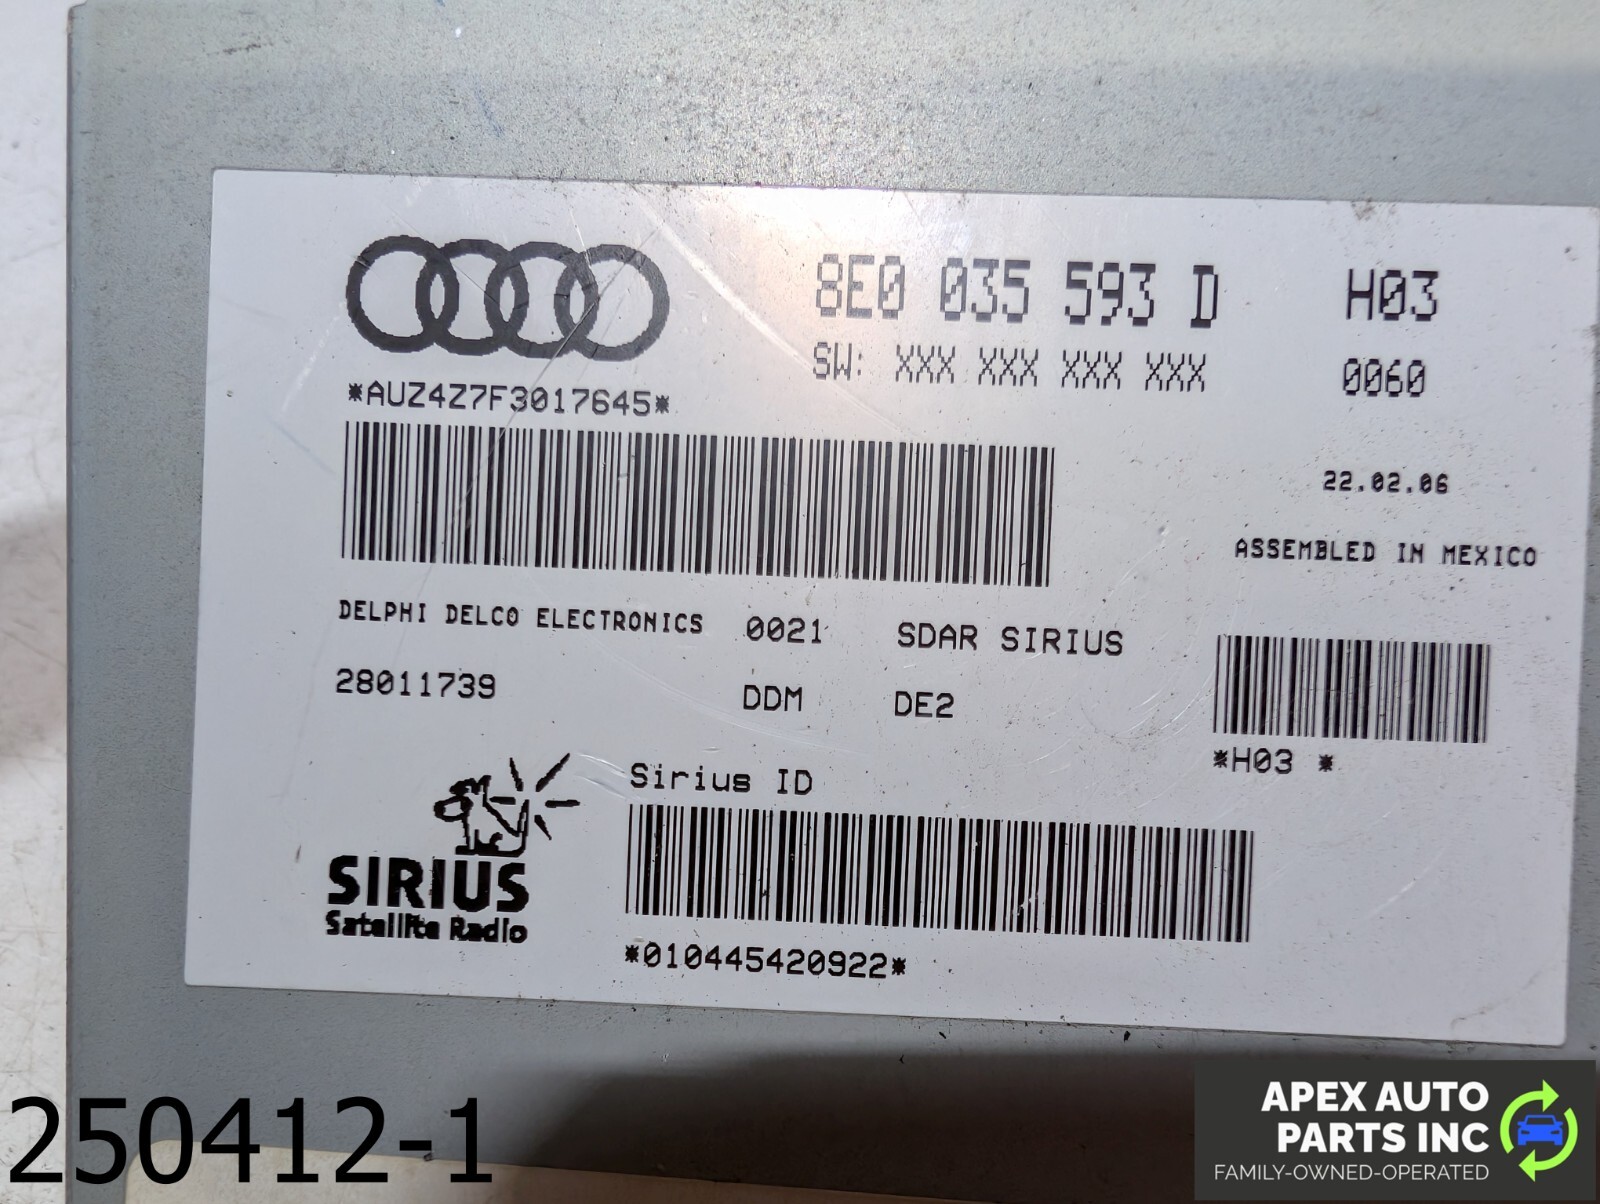 8E0 035 593 D H03
SW: XXX XXX XXX XXX 0060
*AUZ4Z7F3017645*
22.02.06
ASSEMBLED IN MEXICO
DELPHI DELCO ELECTRONICS 0021 SDAR SIRIUS
28011739 DDM DE2
*H03 *
Sirius ID
SIRIUS
Satellite Radio
*010445420922*
250412-1
APEX AUTO
PARTS INC
FAMILY-OWNED-OPERATED